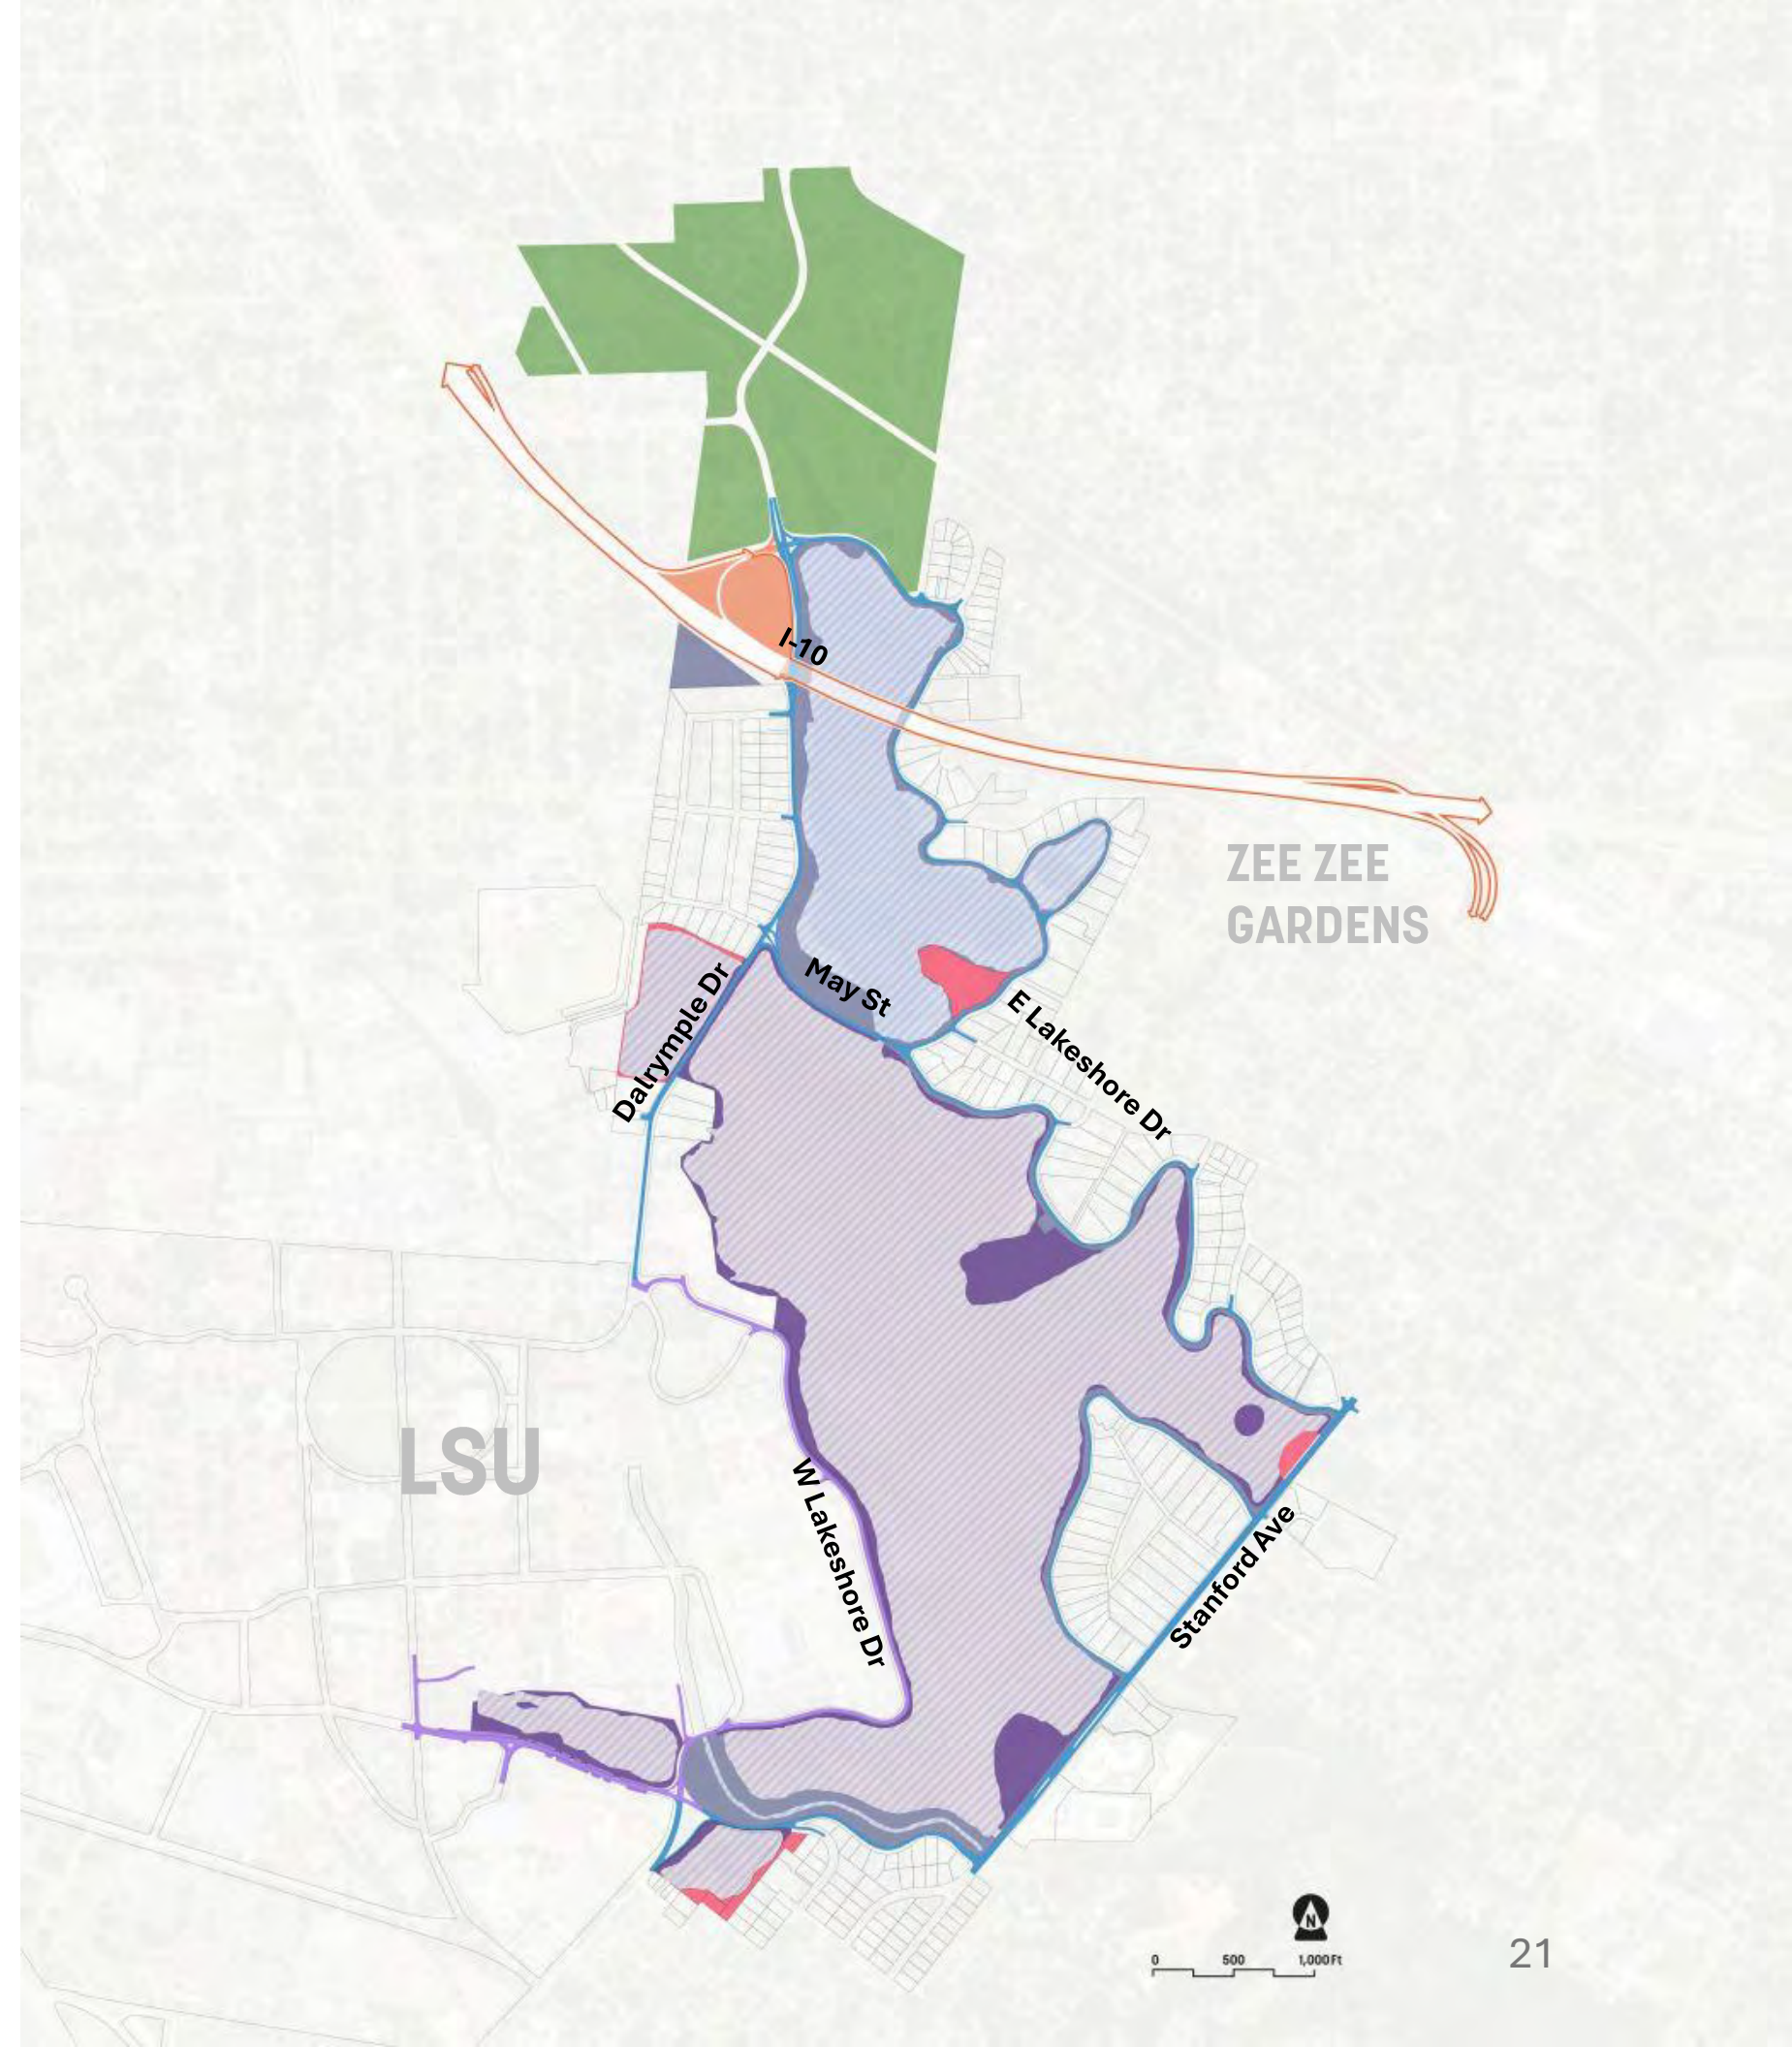 I-10
ZEE ZEE
GARDENS
May St
Dalrymple Dr
E Lakeshore Dr
LSU
W Lakeshore Dr
Stanford Ave
N
0 500 1,000 Ft
21